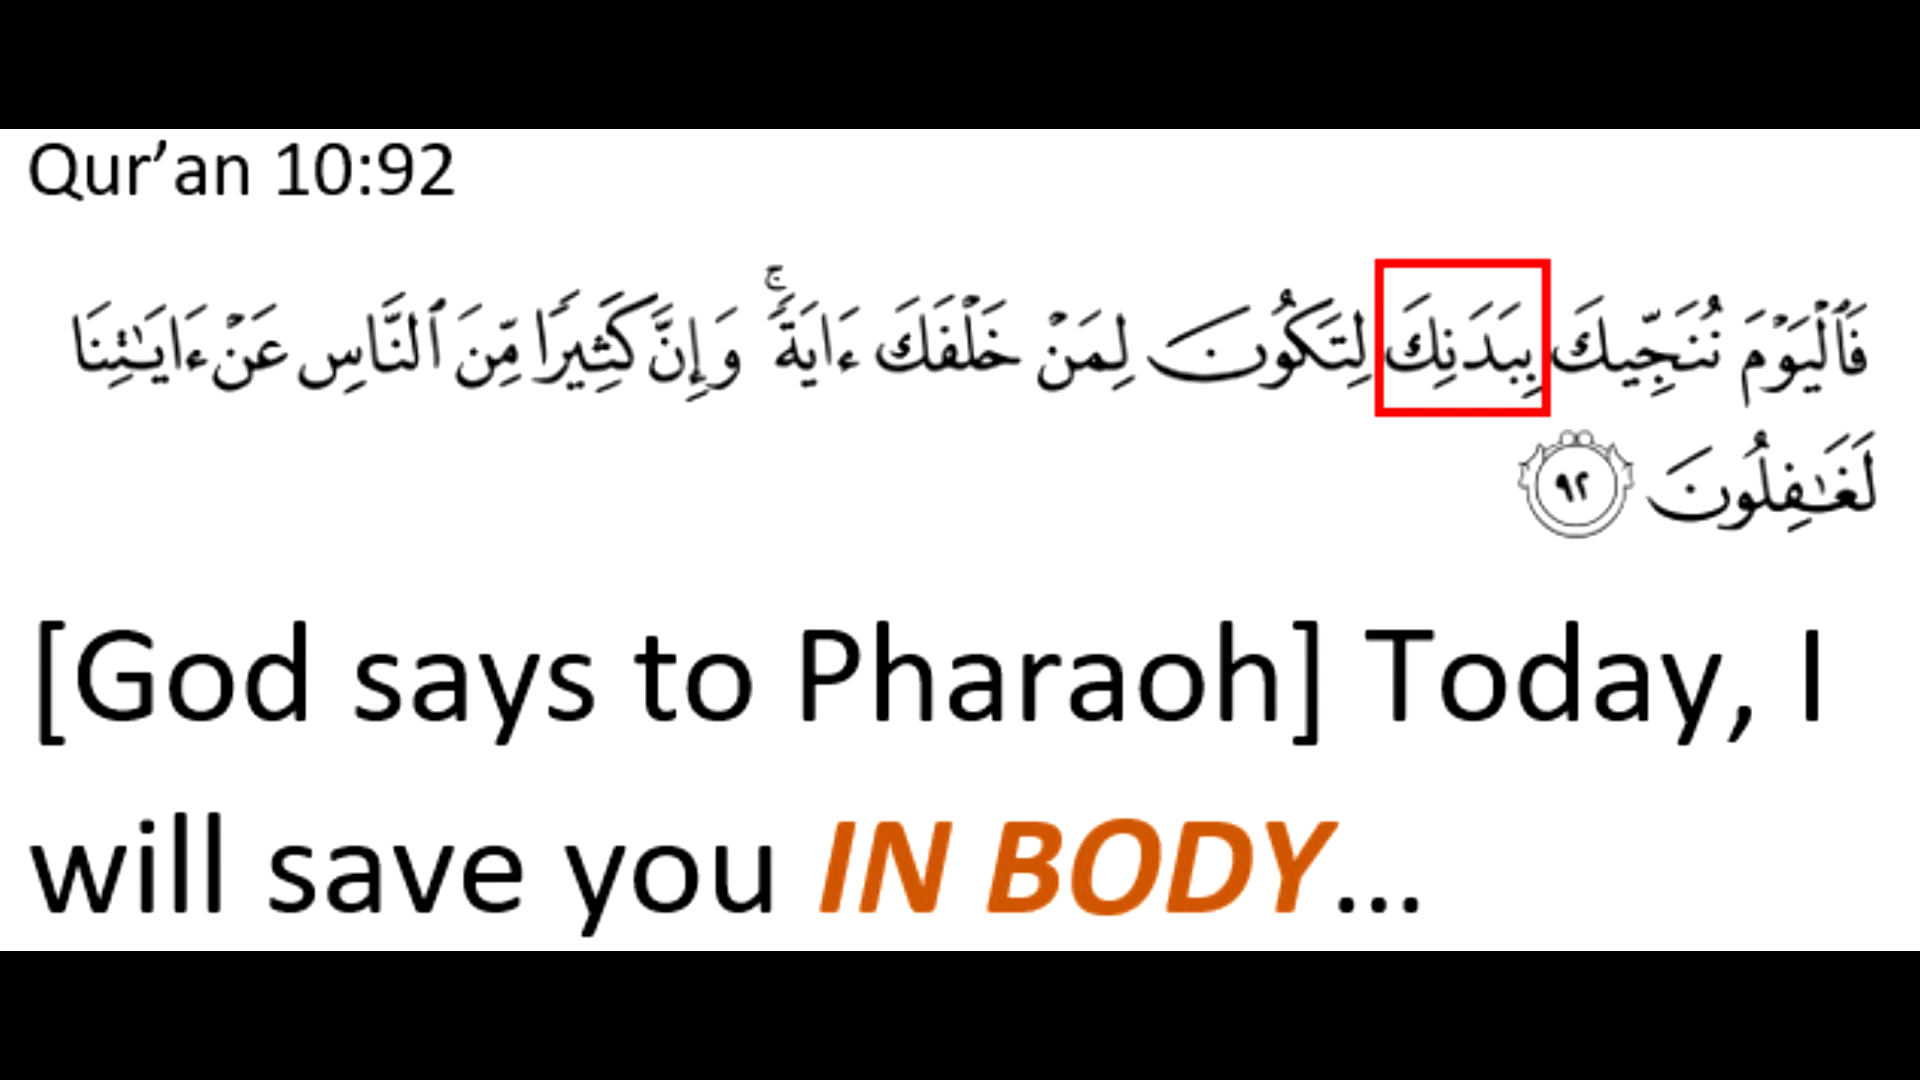 Qur’an 10:92
فَٱلۡيَوۡمَ نُنَجِّيكَ بِبَدَنِكَ لِتَكُونَ لِمَنۡ خَلۡفَكَ ءَايَةٗۚ وَإِنَّ كَثِيرٗا مِّنَ ٱلنَّاسِ عَنۡ ءَايَٰتِنَا
لَغَٰفِلُونَ ٩٢
[God says to Pharaoh] Today, I
will save you IN BODY...